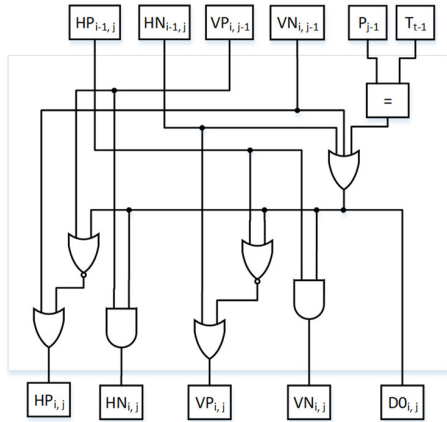 HPi-1, j HNi-1, j VPi, j-1 VNi, j-1 Pj-1 Tt-1
=
HPi, j HNi, j VPi, j VNi, j D0i, j